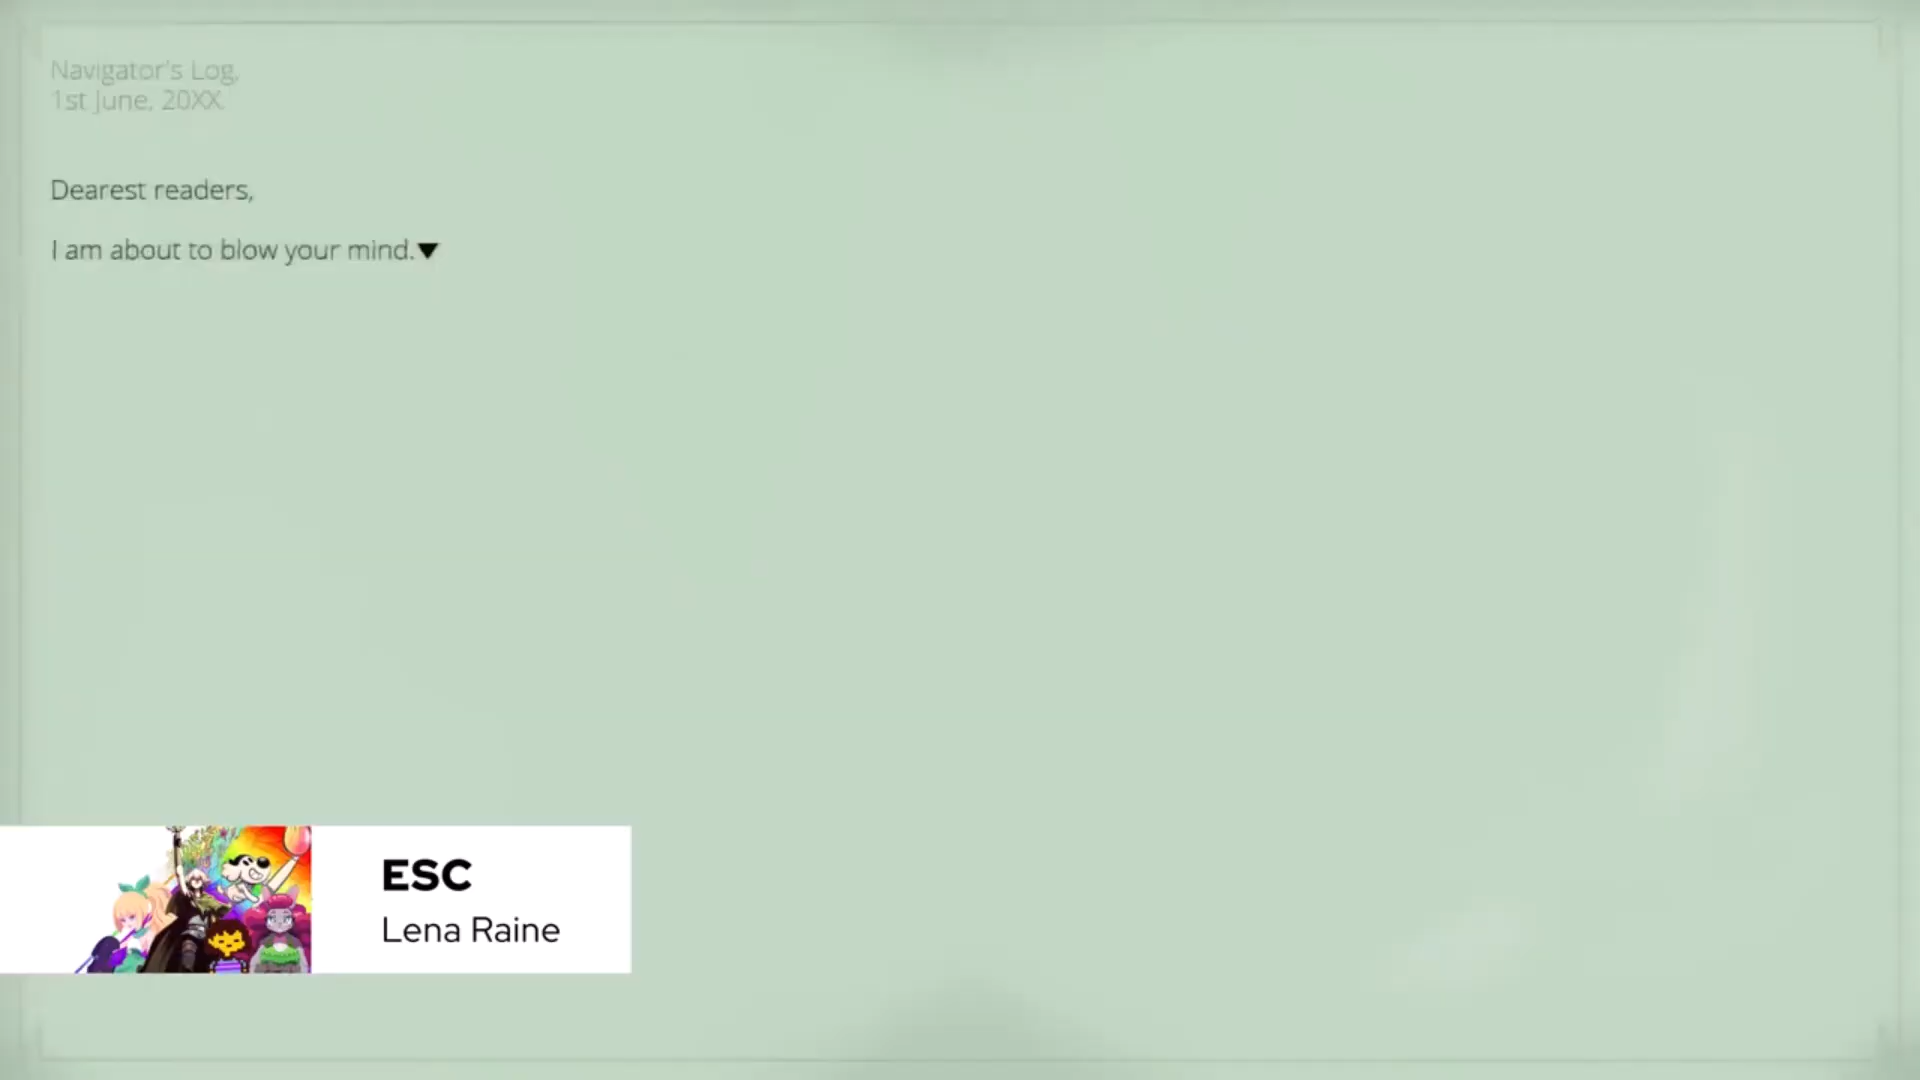 Navigator's Log,
1st June, 20XX.
Dearest readers,
I am about to blow your mind.▼
ESC
Lena Raine